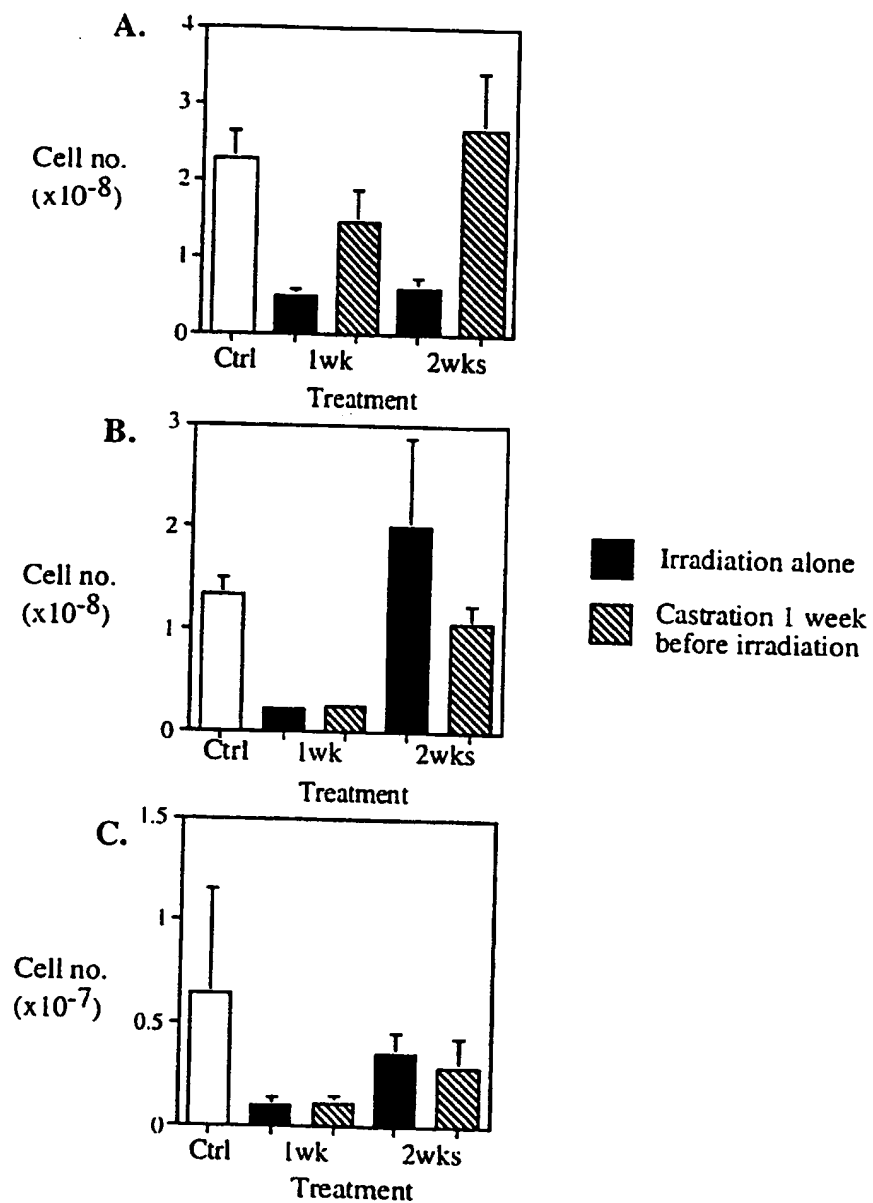 A.
4
3
2
1
0
Cell no.
(x10-8)
Ctrl 1wk 2wks
Treatment
B.
3
2
1
0
Cell no.
(x10-8)
Ctrl 1wk 2wks
Treatment
Irradiation alone
Castration 1 week
before irradiation
C.
1.5
1
0.5
0
Cell no.
(x10-7)
Ctrl 1wk 2wks
Treatment